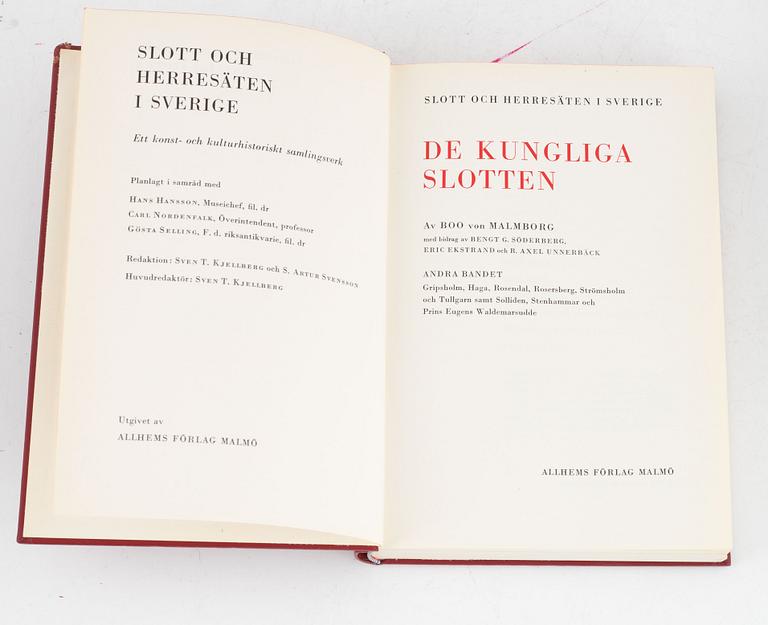 SLOTT OCH
HERRESÄTEN
I SVERIGE
Ett konst- och kulturhistoriskt samlingsverk
Planlagt i samråd med
HANS HANSSON, Museichef, fil. dr
CARL NORDENFALK, Överintendent, professor
GÖSTA SELLING, F. d. riksantikvarie, fil. dr
Redaktion: SVEN T. KJELLBERG och S. ARTUR SVENSSON
Huvudredaktör: SVEN T. KJELLBERG
Utgivet av
ALLHEMS FÖRLAG MALMÖ
SLOTT OCH HERRESÄTEN I SVERIGE
DE KUNGLIGA
SLOTTEN
Av BOO von MALMBORG
med bidrag av BENGT G. SÖDERBERG,
ERIC EKSTRAND och R. AXEL UNNERBÄCK
ANDRA BANDET
Gripsholm, Haga, Rosendal, Rosersberg, Strömsholm
och Tullgarn samt Solliden, Stenhammar och
Prins Eugens Waldemarsudde
ALLHEMS FÖRLAG MALMÖ